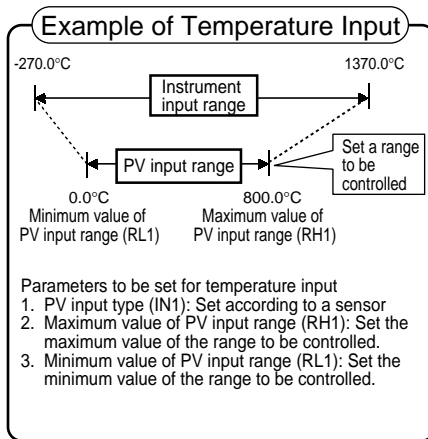 Example of Temperature Input
-270.0°C
1370.0°C
Instrument
input range
PV input range
Set a range
to be
controlled
0.0°C
Minimum value of
PV input range (RL1)
800.0°C
Maximum value of
PV input range (RH1)
Parameters to be set for temperature input
1. PV input type (IN1): Set according to a sensor
2. Maximum value of PV input range (RH1): Set the
maximum value of the range to be controlled.
3. Minimum value of PV input range (RL1): Set the
minimum value of the range to be controlled.